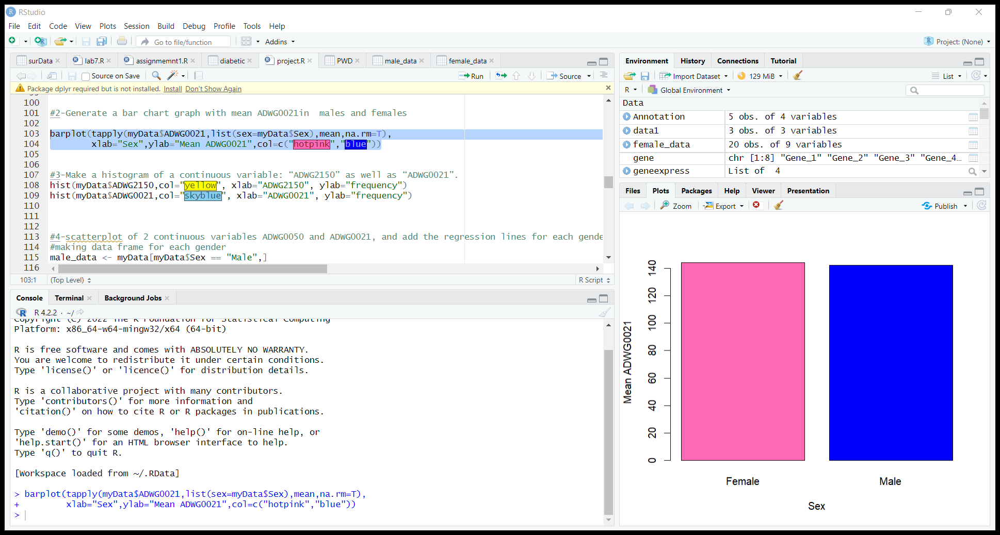 RStudio
File Edit Code View Plots Session Build Debug Profile Tools Help
Go to file/function Addins Project: (None)
surData lab7.R assignmemnt1.R diabetic project.R PWD male_data female_data
Source on Save Run Source
Package dplyr required but is not installed. Install Don't Show Again
100
101 #2-Generate a bar chart graph with mean ADWG0021in  males and females
102
103 barplot(tapply(myData$ADWG0021,list(sex=myData$Sex),mean,na.rm=T),
104         xlab="Sex",ylab="Mean ADWG0021",col=c("hotpink","blue"))
105
106
107 #3-Make a histogram of a continuous variable: “ADWG2150” as well as “ADWG0021”.
108 hist(myData$ADWG2150,col="yellow", xlab="ADWG2150", ylab="frequency")
109 hist(myData$ADWG0021,col="skyblue", xlab="ADWG0021", ylab="frequency")
110
111
112
113 #4-scatterplot of 2 continuous variables ADWG0050 and ADWG0021, and add the regression lines for each gende
114 #making data frame for each gender
115 male_data <- myData[myData$Sex == "Male",]
116
103:1 (Top Level) R Script
Console Terminal Background Jobs
R 4.2.2 · ~/
Copyright (C) 2022 The R Foundation for Statistical Computing
Platform: x86_64-w64-mingw32/x64 (64-bit)
R is free software and comes with ABSOLUTELY NO WARRANTY.
You are welcome to redistribute it under certain conditions.
Type 'license()' or 'licence()' for distribution details.
R is a collaborative project with many contributors.
Type 'contributors()' for more information and
'citation()' on how to cite R or R packages in publications.
Type 'demo()' for some demos, 'help()' for on-line help, or
'help.start()' for an HTML browser interface to help.
Type 'q()' to quit R.
[Workspace loaded from ~/.RData]
> barplot(tapply(myData$ADWG0021,list(sex=myData$Sex),mean,na.rm=T),
+         xlab="Sex",ylab="Mean ADWG0021",col=c("hotpink","blue"))
>
Environment History Connections Tutorial
Import Dataset 129 MiB List
R Global Environment
Data
Annotation 5 obs. of 4 variables
data1 3 obs. of 3 variables
female_data 20 obs. of 9 variables
gene chr [1:8] "Gene_1" "Gene_2" "Gene_3" "Gene_4…
geneexpress List of  4
Files Plots Packages Help Viewer Presentation
Zoom Export Publish
Mean ADWG0021
140
120
100
80
60
40
20
0
Female Male
Sex